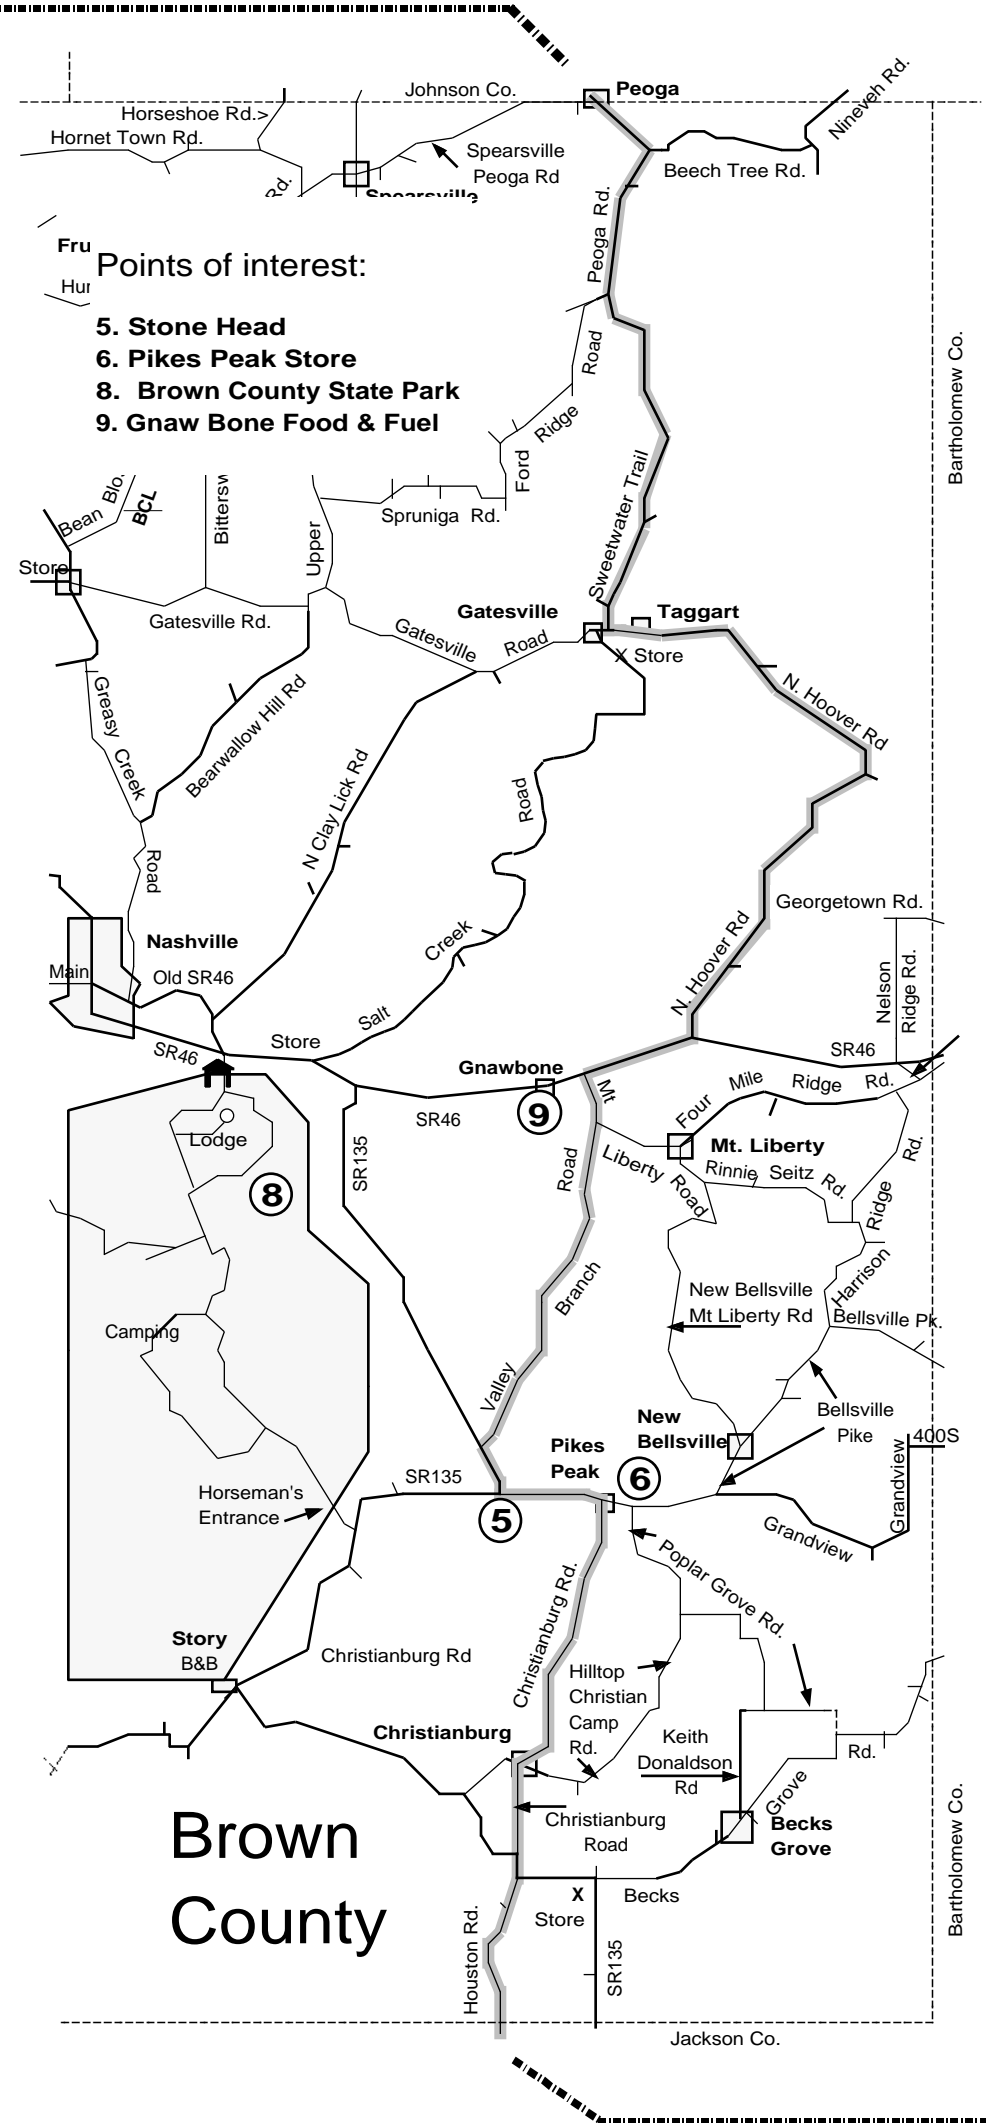 Johnson Co.
Peoga
Nineveh Rd.
Horseshoe Rd.>
Hornet Town Rd.
Spearsville
Peoga Rd
Beech Tree Rd.
Rd.
Spearsville
Peoga Rd.
Fru
Hur
Points of interest:
5. Stone Head
6. Pikes Peak Store
8. Brown County State Park
9. Gnaw Bone Food & Fuel
Road
Ridge
Ford
Bartholomew Co.
Sweetwater Trail
Bean Blo.
BCL
Bittersw
Upper
Spruniga Rd.
Store
Gatesville Rd.
Gatesville
Road
Gatesville
Taggart
X Store
N. Hoover Rd
Greasy
Creek
Road
Bearwallow Hill Rd
N Clay Lick Rd
Road
Creek
Salt
Georgetown Rd.
Nelson
Ridge Rd.
N. Hoover Rd
Nashville
Main
Old SR46
SR46
Store
Gnawbone
SR46
SR46
9
Mt
Four
Mile
Ridge
Rd.
Mt. Liberty
Lodge
SR135
Road
Liberty
Road
Rinnie
Seitz
Rd.
Rd.
Ridge
Harrison
8
Branch
New Bellsville
Mt Liberty Rd
Bellsville Pk.
Camping
Valley
New
Bellsville
Bellsville
Pike
Pikes
Peak
6
400S
Grandview
SR135
Horseman's
Entrance
5
Grandview
Poplar Grove Rd.
Christianburg Rd.
Story
B&B
Christianburg Rd
Hilltop
Christian
Camp
Rd.
Christianburg
Keith
Donaldson
Rd
Rd.
Grove
Christianburg
Road
Becks
Grove
Brown
County
X
Store
Becks
Houston Rd.
SR135
Bartholomew Co.
Jackson Co.